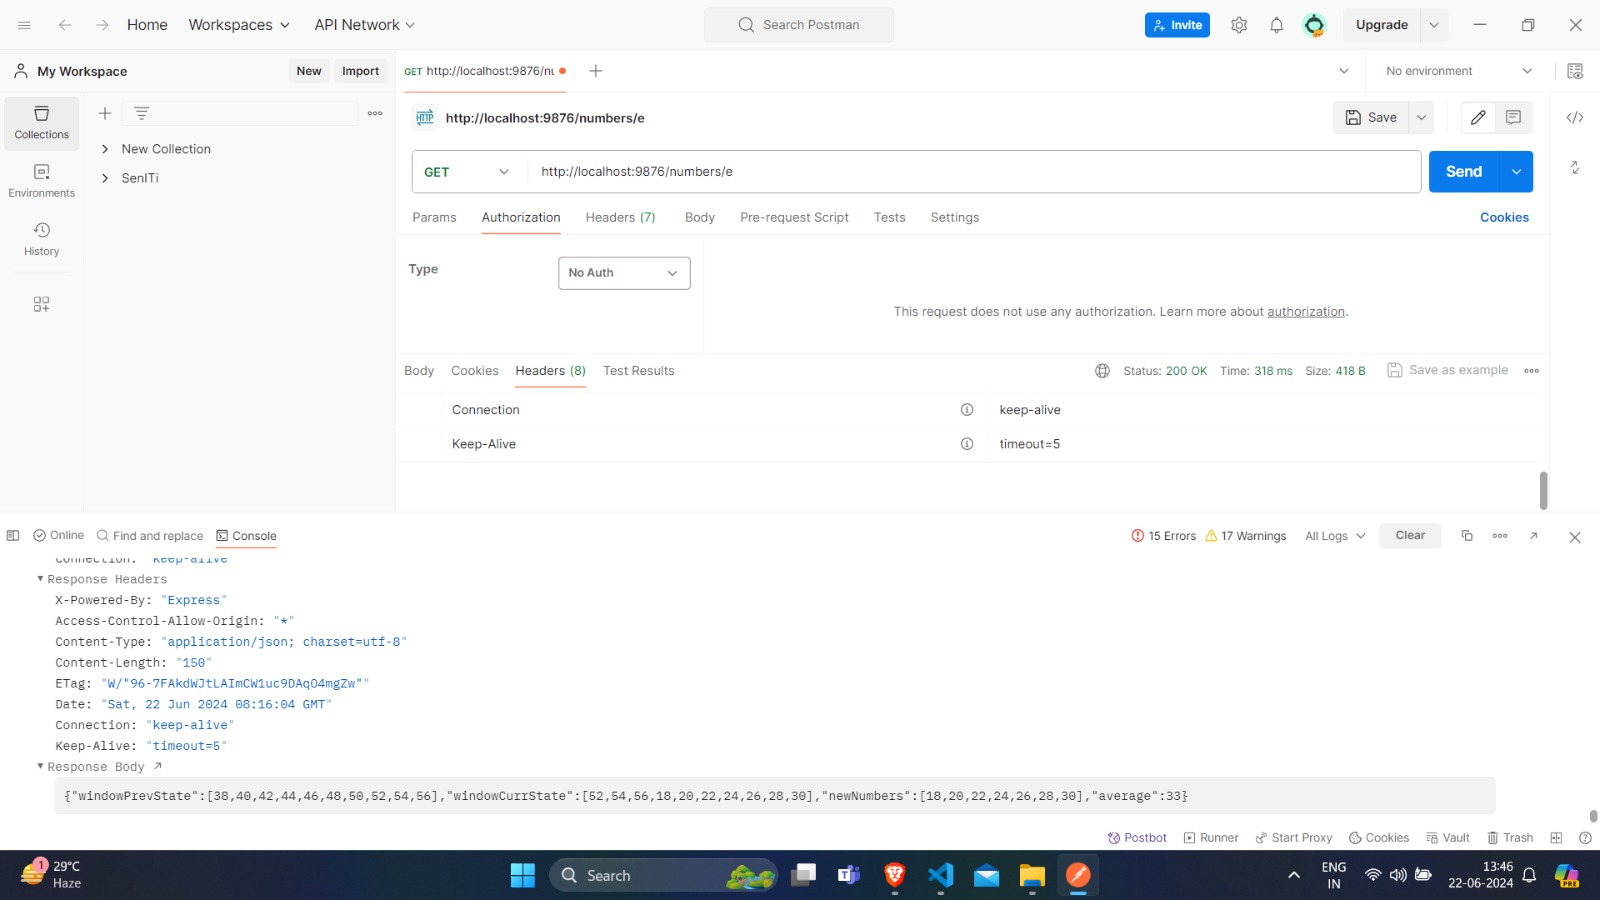 Home
Workspaces
API Network
Search Postman
Invite
Upgrade
My Workspace
New
Import
GET http://localhost:9876/nu
No environment
Collections
New Collection
SenITi
Environments
History
HTTP
http://localhost:9876/numbers/e
Save
GET
http://localhost:9876/numbers/e
Send
Params
Authorization
Headers (7)
Body
Pre-request Script
Tests
Settings
Cookies
Type
No Auth
This request does not use any authorization. Learn more about authorization.
Body
Cookies
Headers (8)
Test Results
Status: 200 OK
Time: 318 ms
Size: 418 B
Save as example
Connection
keep-alive
Keep-Alive
timeout=5
Online
Find and replace
Console
15 Errors
17 Warnings
All Logs
Clear
Connection: "keep-alive"
Response Headers
X-Powered-By: "Express"
Access-Control-Allow-Origin: "*"
Content-Type: "application/json; charset=utf-8"
Content-Length: "150"
ETag: "W/"96-7FAkdWJtLAImCW1uc9DAqO4mgZw""
Date: "Sat, 22 Jun 2024 08:16:04 GMT"
Connection: "keep-alive"
Keep-Alive: "timeout=5"
Response Body
{"windowPrevState":[38,40,42,44,46,48,50,52,54,56],"windowCurrState":[52,54,56,18,20,22,24,26,28,30],"newNumbers":[18,20,22,24,26,28,30],"average":33}
Postbot
Runner
Start Proxy
Cookies
Vault
Trash
1
29°C
Haze
Search
ENG
IN
13:46
22-06-2024
PRE